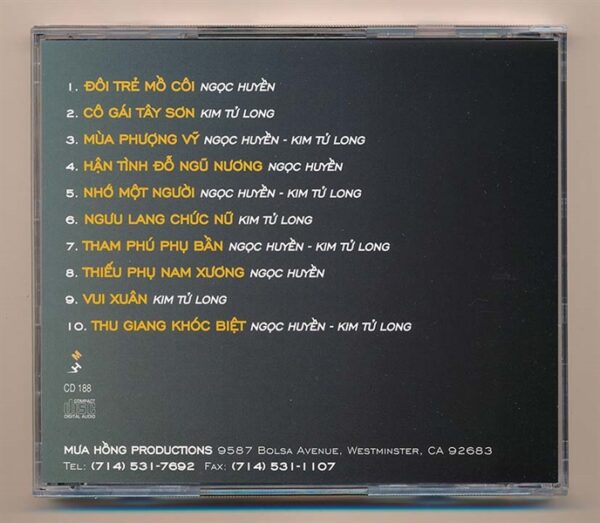 1. ĐÔI TRẺ MỒ CÔI NGỌC HUYỀN
2. CÔ GÁI TÂY SƠN KIM TỬ LONG
3. MÙA PHƯỢNG VỸ NGỌC HUYỀN - KIM TỬ LONG
4. HẬN TÌNH ĐỖ NGŨ NƯƠNG NGỌC HUYỀN
5. NHỚ MỘT NGƯỜI NGỌC HUYỀN - KIM TỬ LONG
6. NGƯU LANG CHỨC NỮ KIM TỬ LONG
7. THAM PHÚ PHỤ BẦN NGỌC HUYỀN - KIM TỬ LONG
8. THIẾU PHỤ NAM XƯƠNG NGỌC HUYỀN
9. VUI XUÂN KIM TỬ LONG
10. THU GIANG KHÓC BIỆT NGỌC HUYỀN - KIM TỬ LONG
M
H
CD 188
COMPACT
disc
DIGITAL AUDIO
MƯA HỒNG PRODUCTIONS 9587 BOLSA AVENUE, WESTMINSTER, CA 92683
TEL: (714) 531-7692 FAX: (714) 531-1107